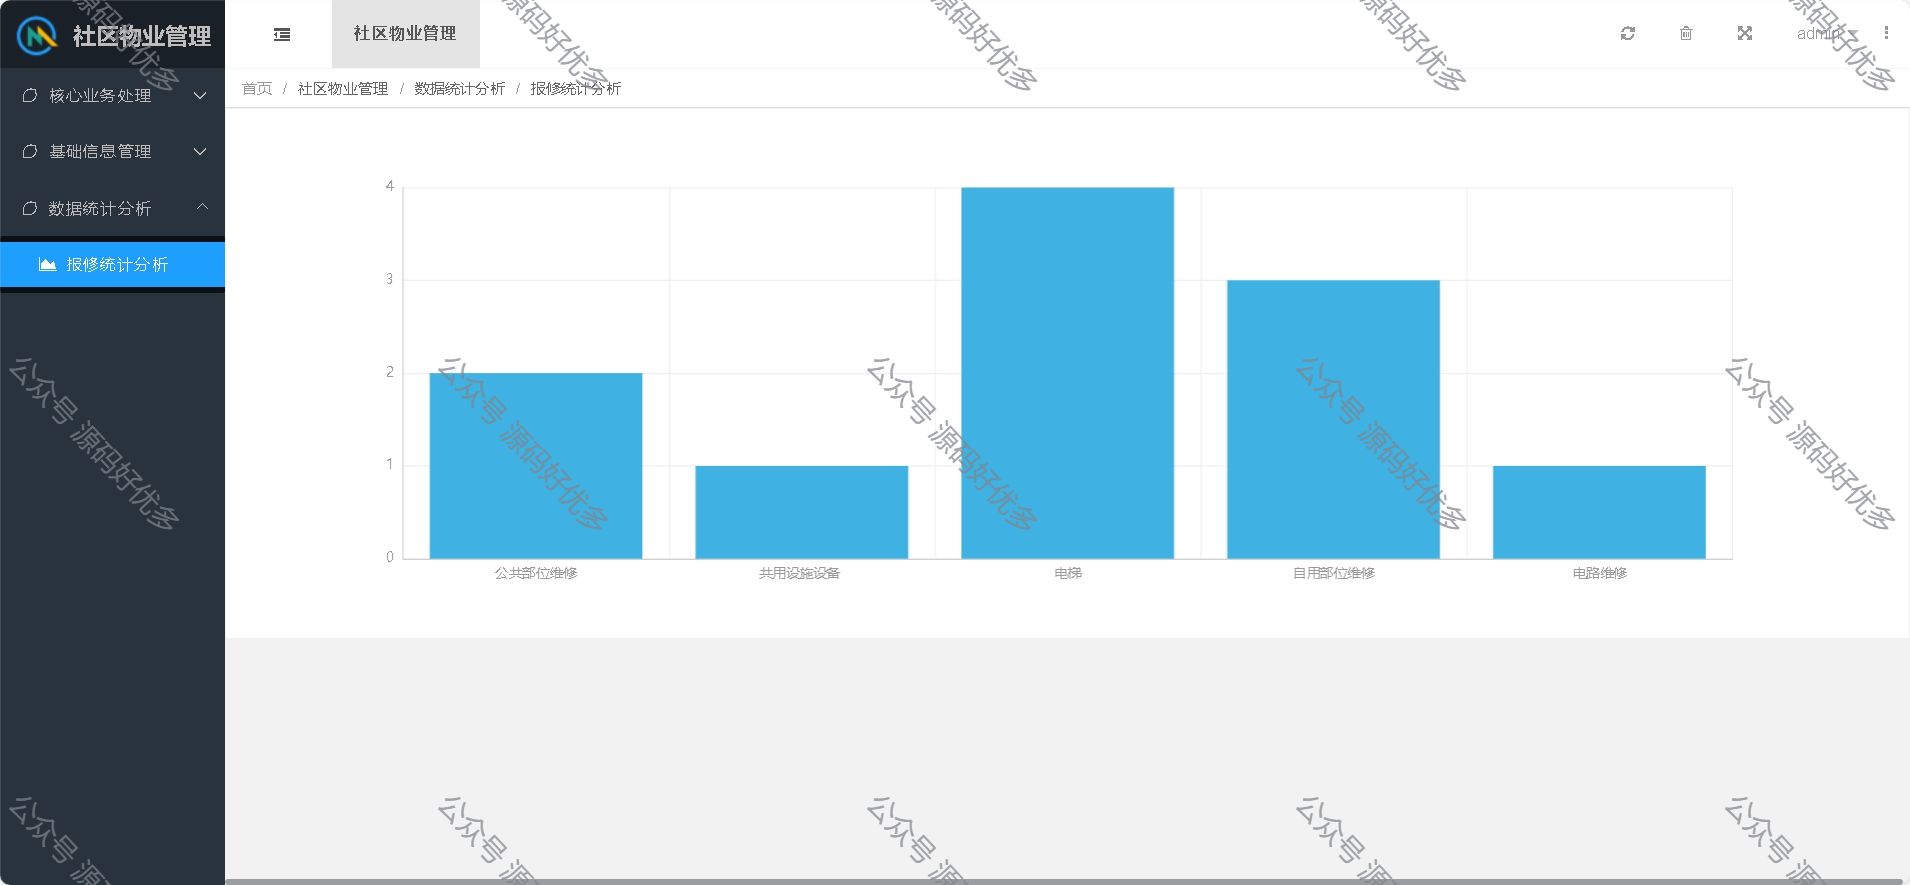 社区物业管理
社区物业管理
admin
首页 / 社区物业管理 / 数据统计分析 / 报修统计分析
核心业务处理
基础信息管理
数据统计分析
报修统计分析
4
3
2
1
0
公共部位维修
共用设施设备
电梯
自用部位维修
电路维修
源码好优多
源码好优多
源码好优多
源码好优多
源码好优多
公众号 源码好优多
公众号 源码好优多
公众号 源码好优多
公众号 源码好优多
公众号 源码好优多
公众号 源
公众号 源
公众号 源
公众号 源
公众号 源